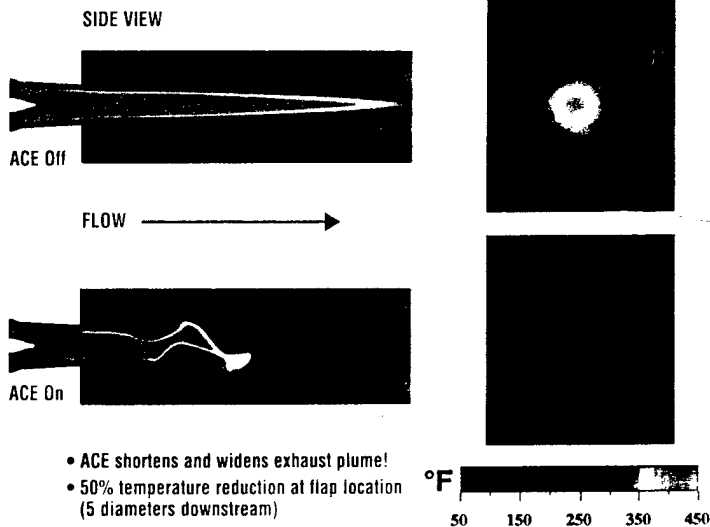 SIDE VIEW
ACE Off
FLOW
ACE On
• ACE shortens and widens exhaust plume!
• 50% temperature reduction at flap location
(5 diameters downstream)
°F
50 150 250 350 450